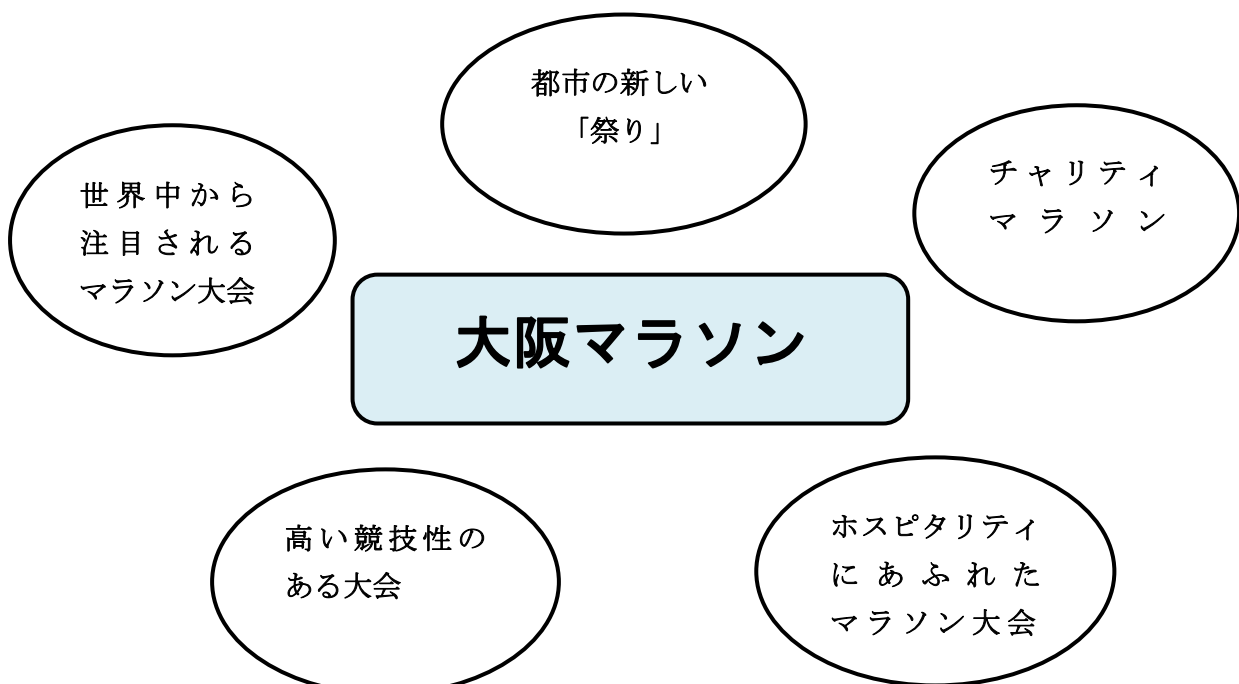 都市の新しい
「祭り」
世界中から
注目される
マラソン大会
チャリティ
マラソン
大阪マラソン
高い競技性の
ある大会
ホスピタリティ
にあふれた
マラソン大会